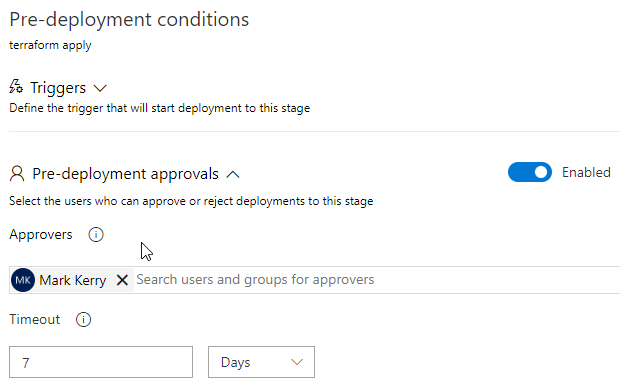 Pre-deployment conditions
terraform apply
Triggers
Define the trigger that will start deployment to this stage
Pre-deployment approvals Enabled
Select the users who can approve or reject deployments to this stage
Approvers
MK Mark Kerry Search users and groups for approvers
Timeout
7 Days